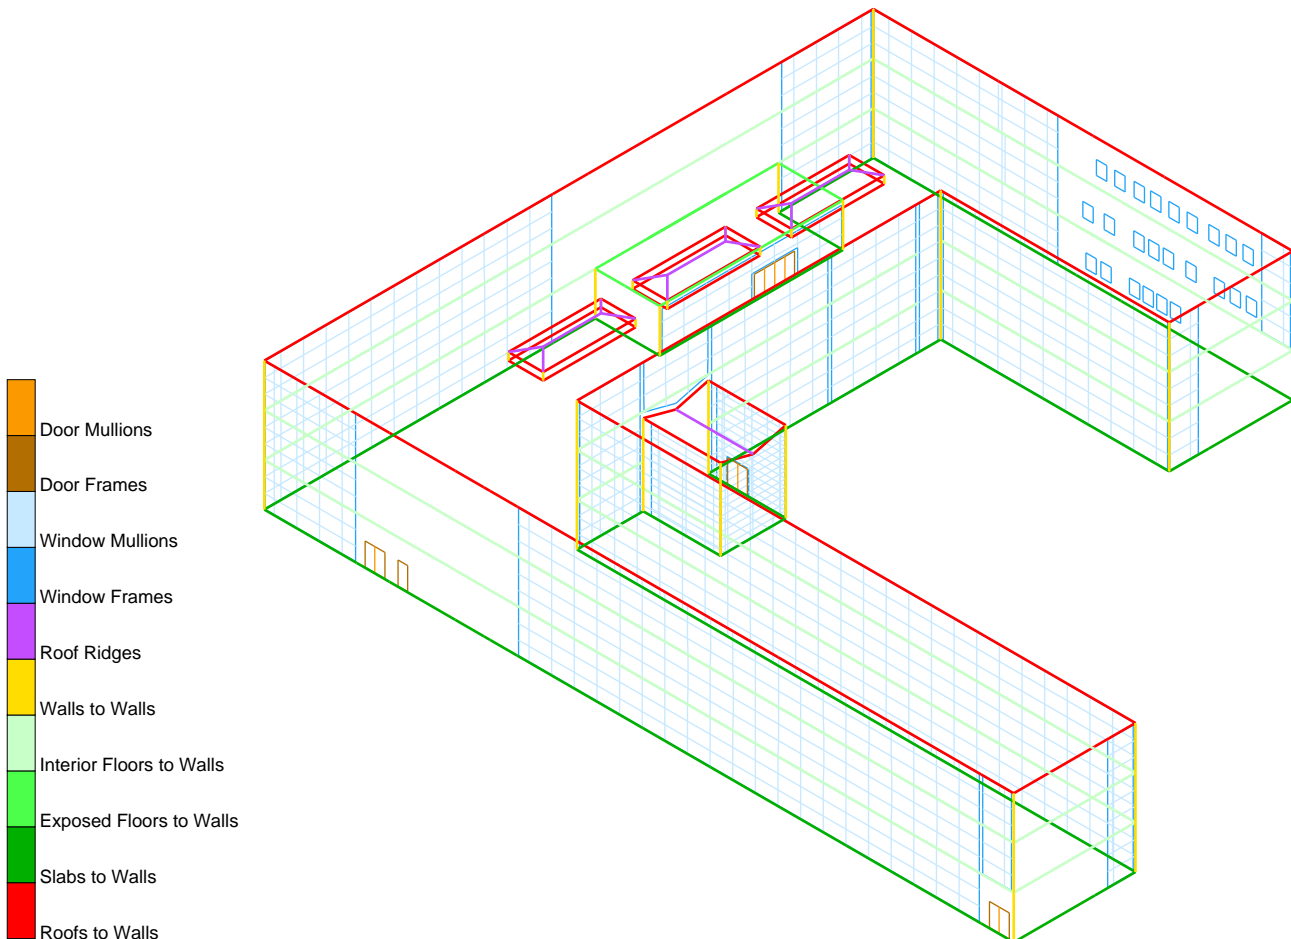 Door Mullions
Door Frames
Window Mullions
Window Frames
Roof Ridges
Walls to Walls
Interior Floors to Walls
Exposed Floors to Walls
Slabs to Walls
Roofs to Walls